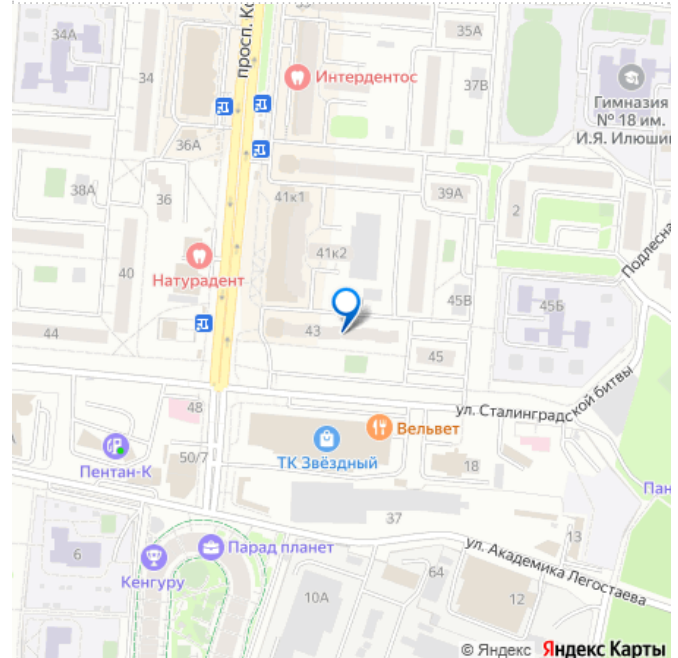 34А
просп. Ко
35А
34
Интердентос
37В
Гимназия
№ 18 им.
И.Я. Илюши
36А
38А
36
41к1
39А
2
41к2
Подлесна
40
Натурадент
45В
45Б
44
43
45
ул. Сталинградской битвы
48
Вельвет
50/7
ТК Звёздный
18
Пентан-К
Пан
37
13
Парад планет
ул. Академика Легостаева
6
Кенгуру
64
10А
12
© Яндекс Яндекс Карты